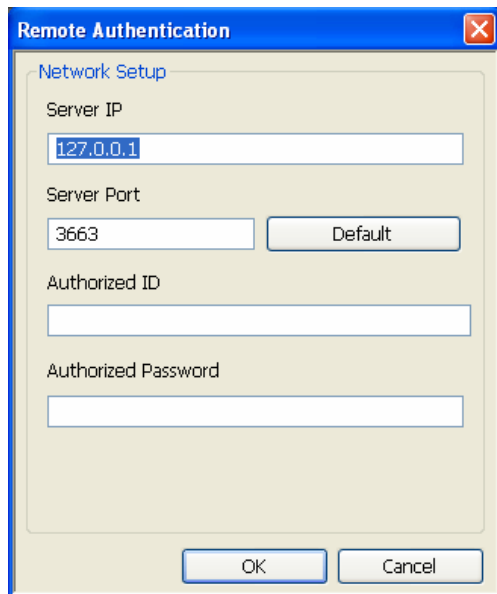 Remote Authentication
Network Setup
Server IP
127.0.0.1
Server Port
3663
Default
Authorized ID
Authorized Password
OK
Cancel